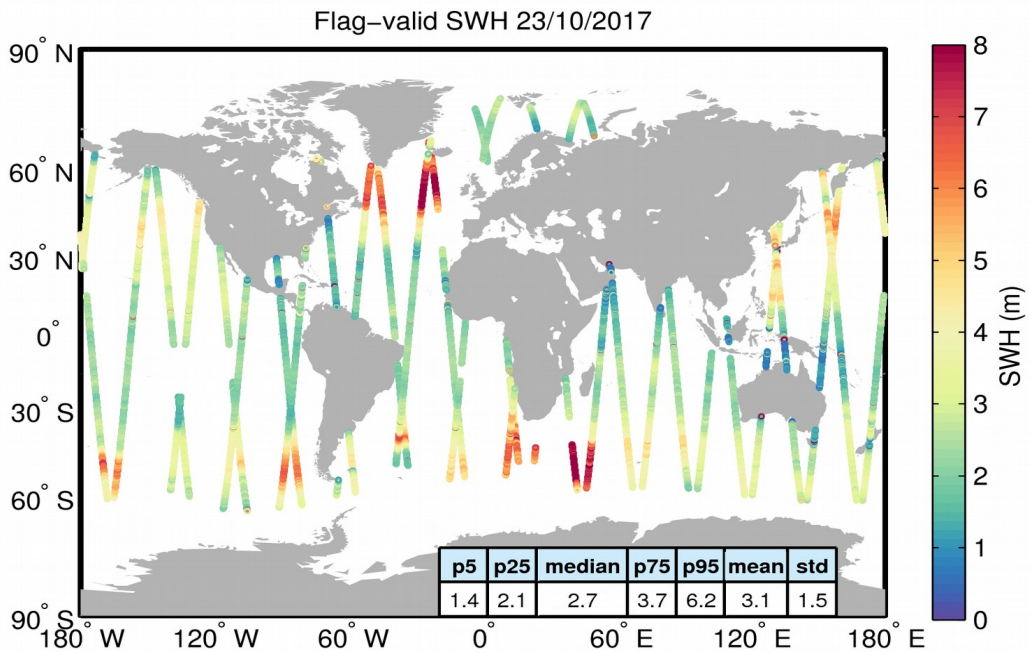 Flag−valid SWH 23/10/2017
90° N
60° N
30° N
0°
30° S
60° S
90° S
180° W
120° W
60° W
0°
60° E
120° E
180° E
8
7
6
5
4
3
2
1
0
SWH (m)
p5 p25 median p75 p95 mean std
1.4 2.1 2.7 3.7 6.2 3.1 1.5